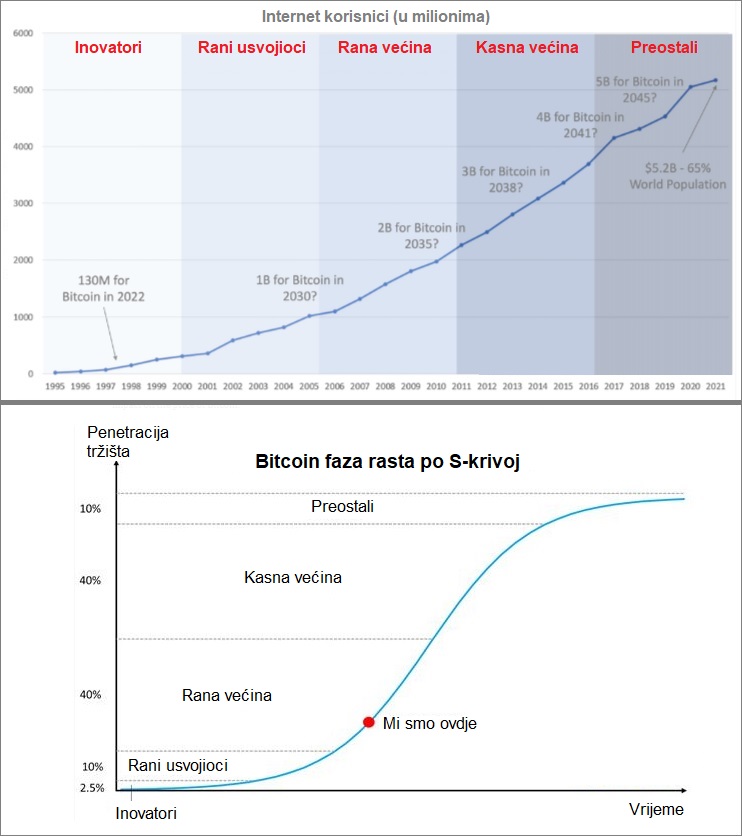 Internet korisnici (u milionima)
Inovatori
Rani usvojioci
Rana većina
Kasna većina
Preostali
6000
5000
4000
3000
2000
1000
0
130M for
Bitcoin in 2022
1B for Bitcoin in
2030?
2B for Bitcoin in
2035?
3B for Bitcoin in
2038?
4B for Bitcoin in
2041?
5B for Bitcoin in
2045?
$5.2B - 65%
World Population
1995 1996 1997 1998 1999 2000 2001 2002 2003 2004 2005 2006 2007 2008 2009 2010 2011 2012 2013 2014 2015 2016 2017 2018 2019 2020 2021
Penetracija
tržišta
Bitcoin faza rasta po S-krivoj
10%
Preostali
40%
Kasna većina
40%
Rana većina
Mi smo ovdje
10%
Rani usvojioci
2.5%
Inovatori
Vrijeme